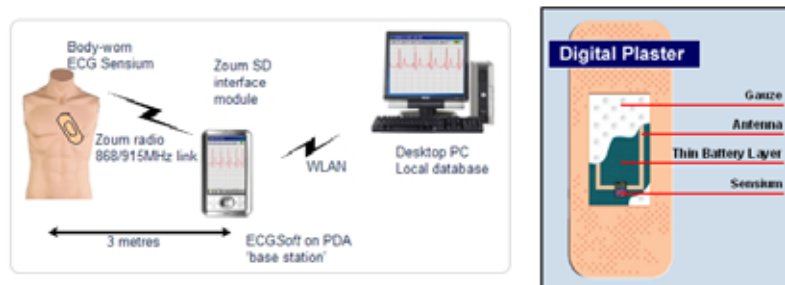 Body-worn
ECG Sensium
Zoum SD
interface
module
Zoum radio
868/915MHz link
WLAN
Desktop PC
Local database
3 metres
ECGSoft on PDA
'base station'
Digital Plaster
Gauze
Antenna
Thin Battery Layer
Sensium